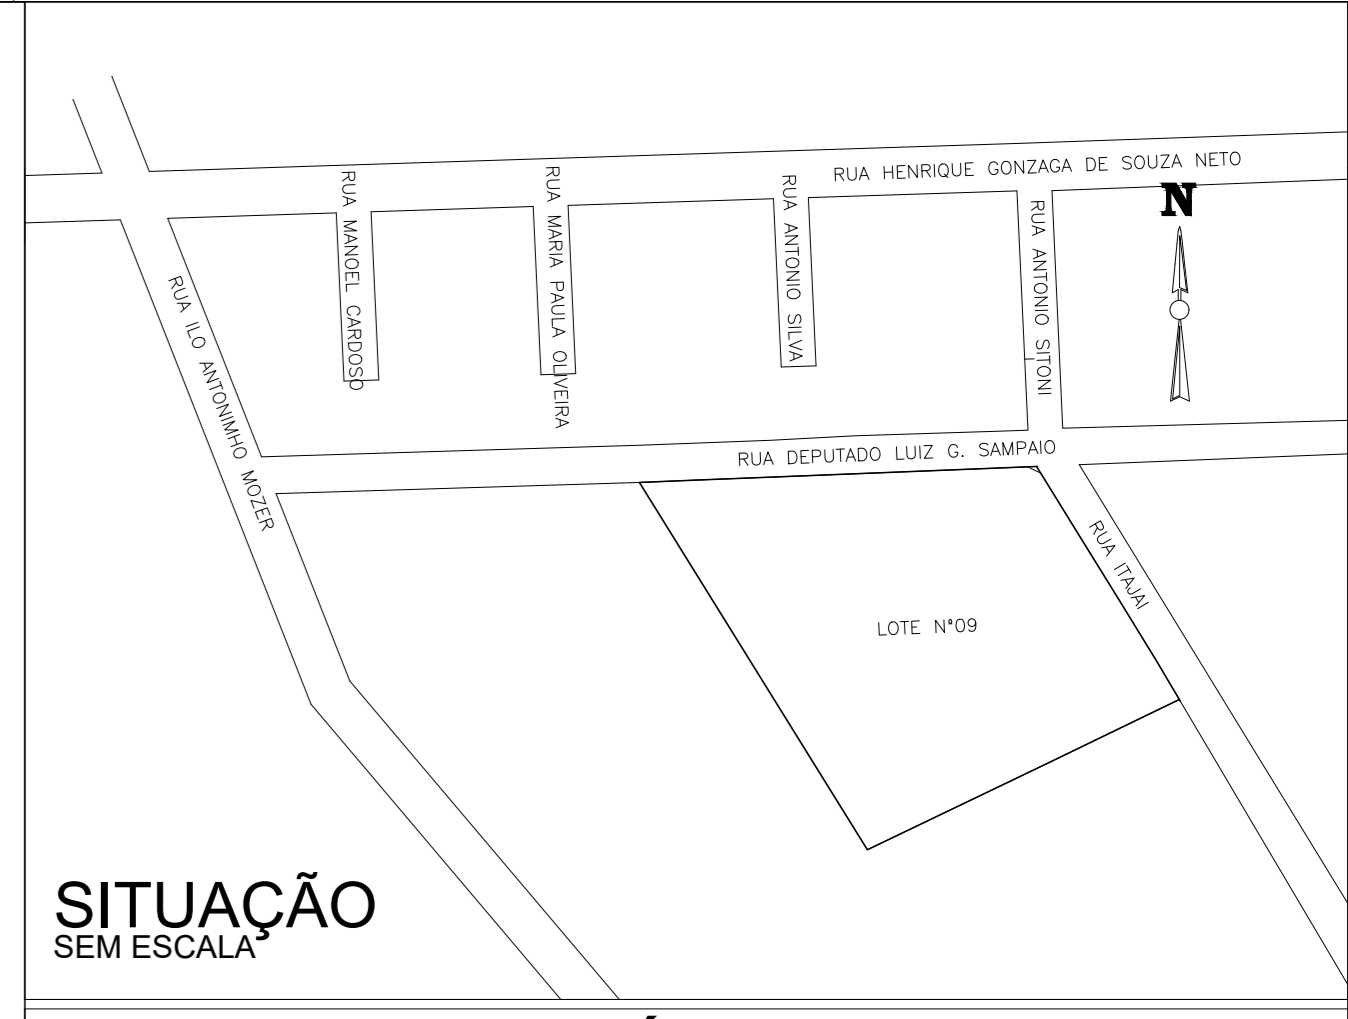 RUA HENRIQUE GONZAGA DE SOUZA NETO
RUA MANOEL CARDOSO
RUA MARIA PAULA OLIVEIRA
RUA ANTONIO SILVA
RUA ANTONIO SITONI
N
RUA ILO ANTONIMHO MOZER
RUA DEPUTADO LUIZ G. SAMPAIO
RUA ITAJAI
LOTE N°09
SITUAÇÃO
SEM ESCALA